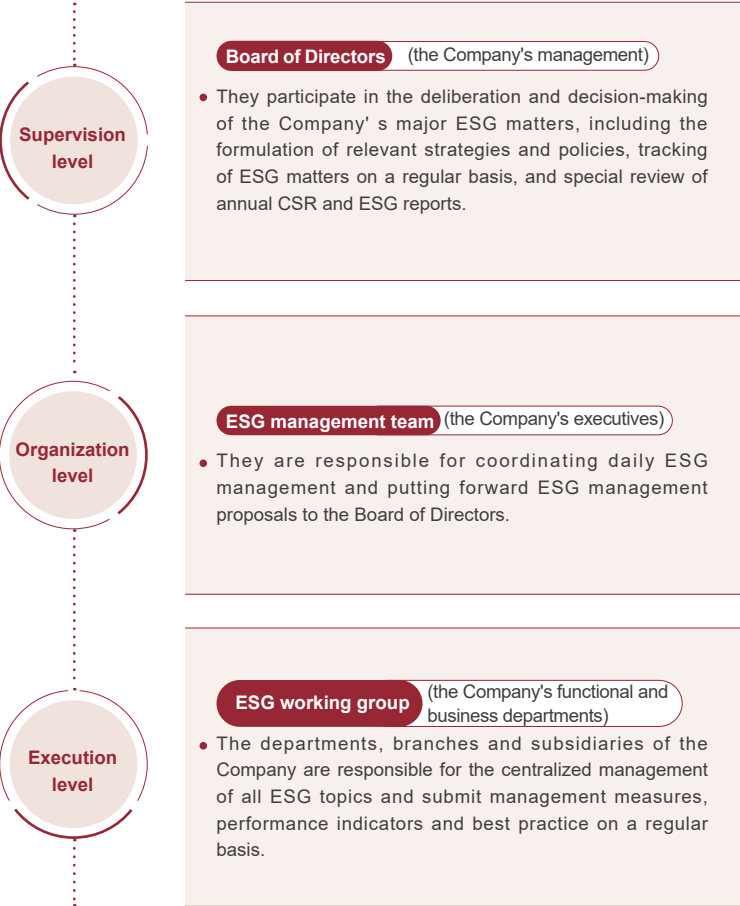 Supervision
level
Board of Directors (the Company's management)
They participate in the deliberation and decision-making
of the Company' s major ESG matters, including the
formulation of relevant strategies and policies, tracking
of ESG matters on a regular basis, and special review of
annual CSR and ESG reports.
Organization
level
ESG management team (the Company's executives)
They are responsible for coordinating daily ESG
management and putting forward ESG management
proposals to the Board of Directors.
Execution
level
ESG working group (the Company's functional and
business departments)
The departments, branches and subsidiaries of the
Company are responsible for the centralized management
of all ESG topics and submit management measures,
performance indicators and best practice on a regular
basis.